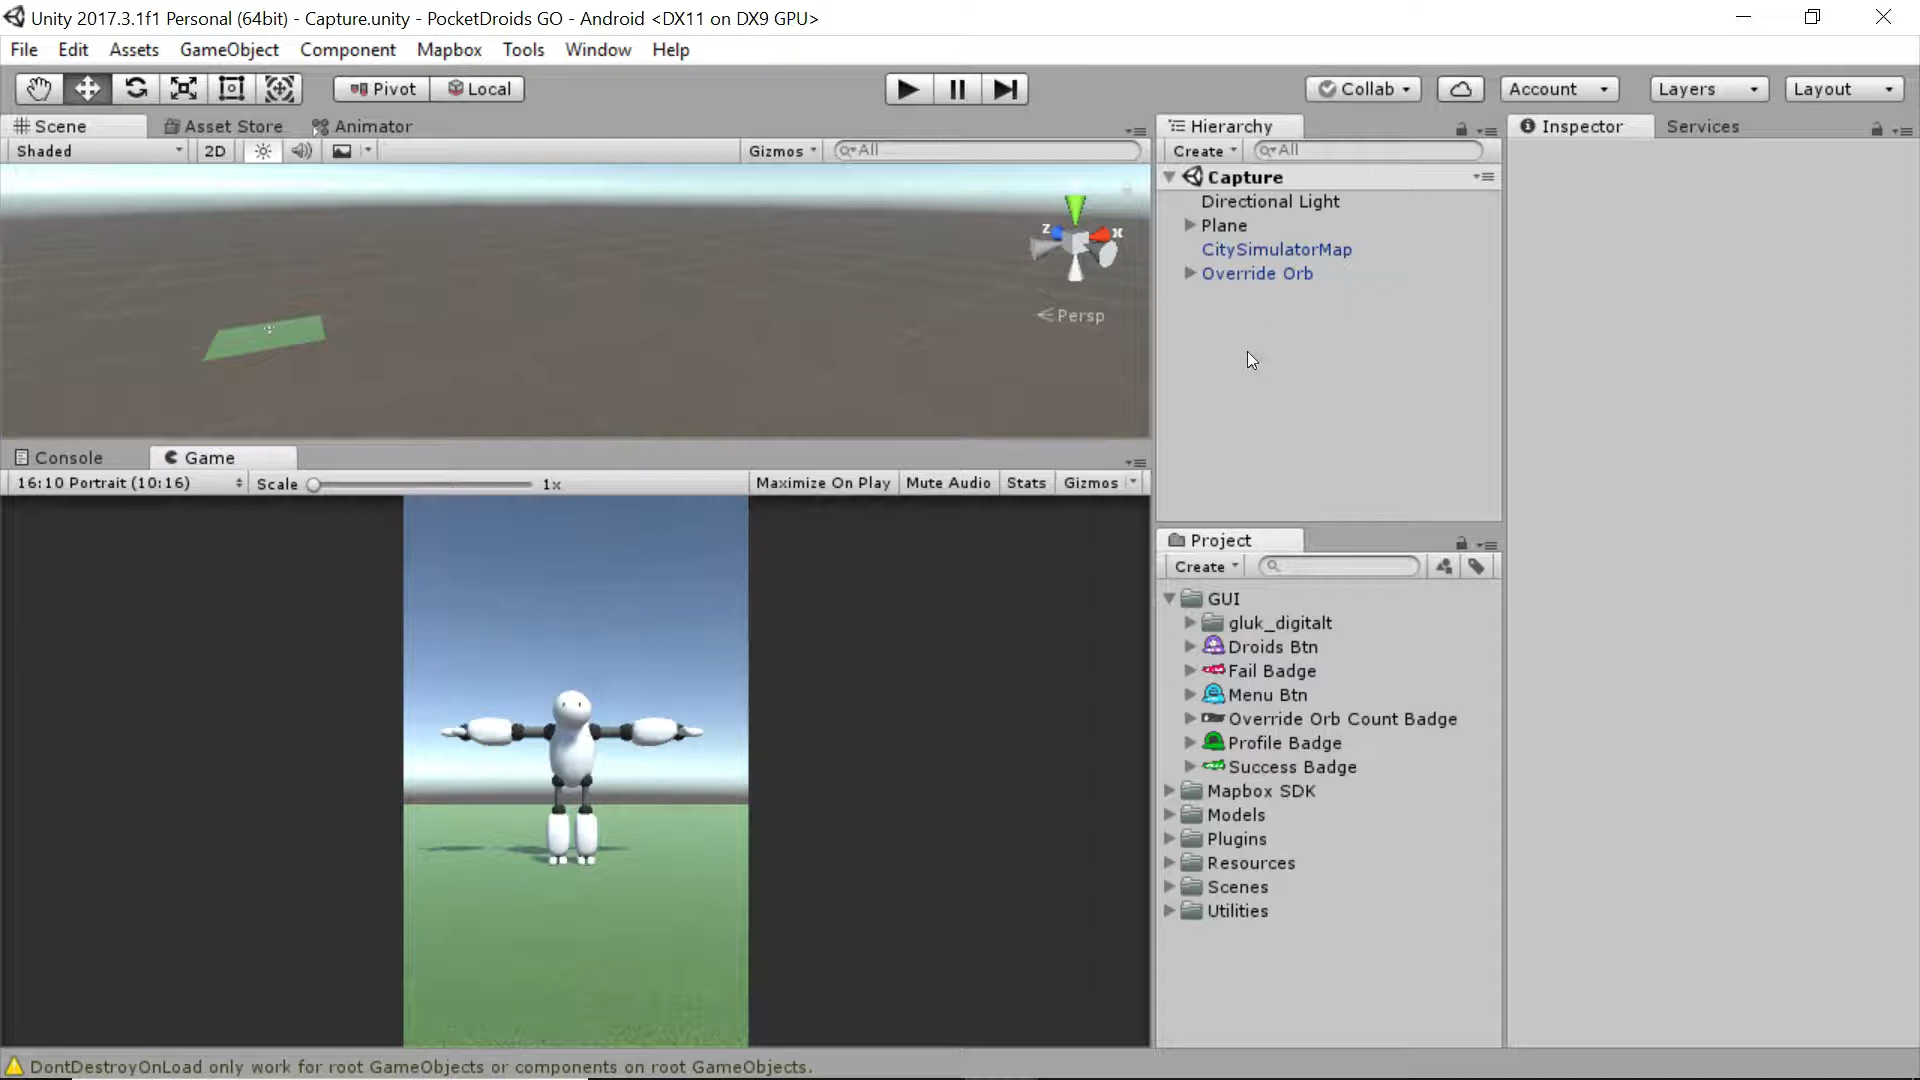 Unity 2017.3.1f1 Personal (64bit) - Capture.unity - PocketDroids GO - Android <DX11 on DX9 GPU>
File Edit Assets GameObject Component Mapbox Tools Window Help
Pivot Local Collab Account Layers Layout
Scene Asset Store Animator
Shaded 2D Gizmos All
Z X
Persp
Console Game
16:10 Portrait (10:16) Scale 1x Maximize On Play Mute Audio Stats Gizmos
Hierarchy
Create All
Capture
Directional Light
Plane
CitySimulatorMap
Override Orb
Project
Create
GUI
gluk_digitalt
Droids Btn
Fail Badge
Menu Btn
Override Orb Count Badge
Profile Badge
Success Badge
Mapbox SDK
Models
Plugins
Resources
Scenes
Utilities
Inspector Services
DontDestroyOnLoad only work for root GameObjects or components on root GameObjects.